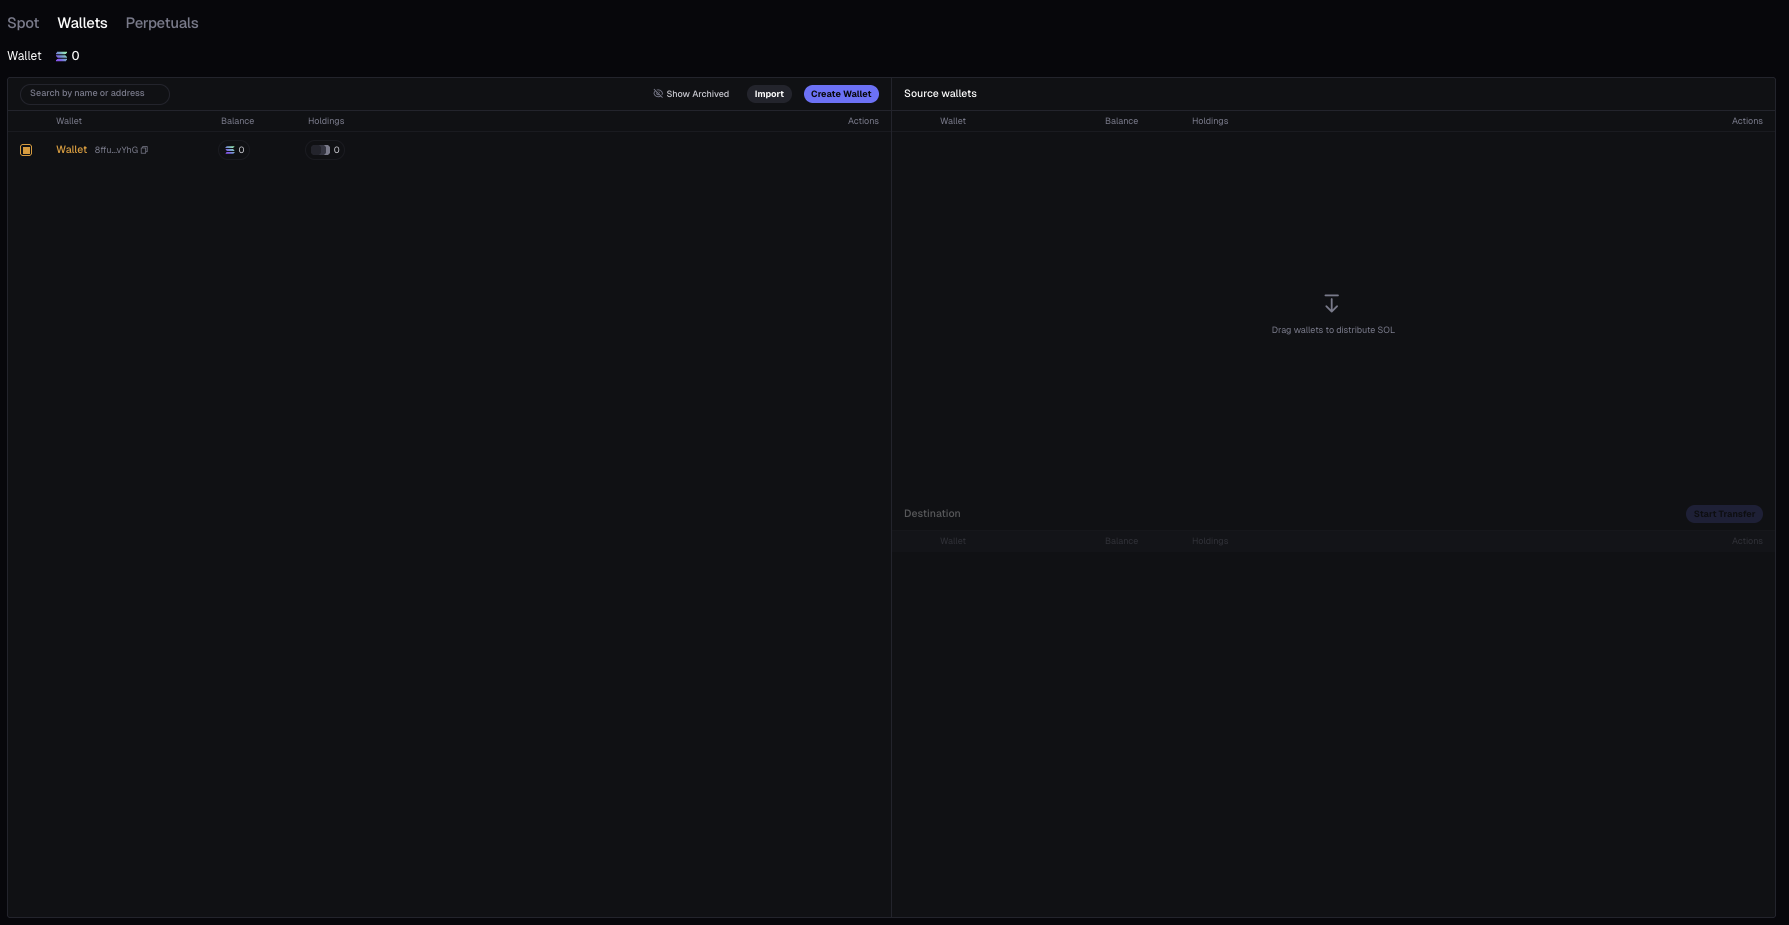 Spot Wallets Perpetuals
Wallet 0
Search by name or address Show Archived Import Create Wallet
Wallet Balance Holdings Actions
Wallet 8ffu...vYhG 0 0
Source wallets
Wallet Balance Holdings Actions
Drag wallets to distribute SOL
Destination Start Transfer
Wallet Balance Holdings Actions